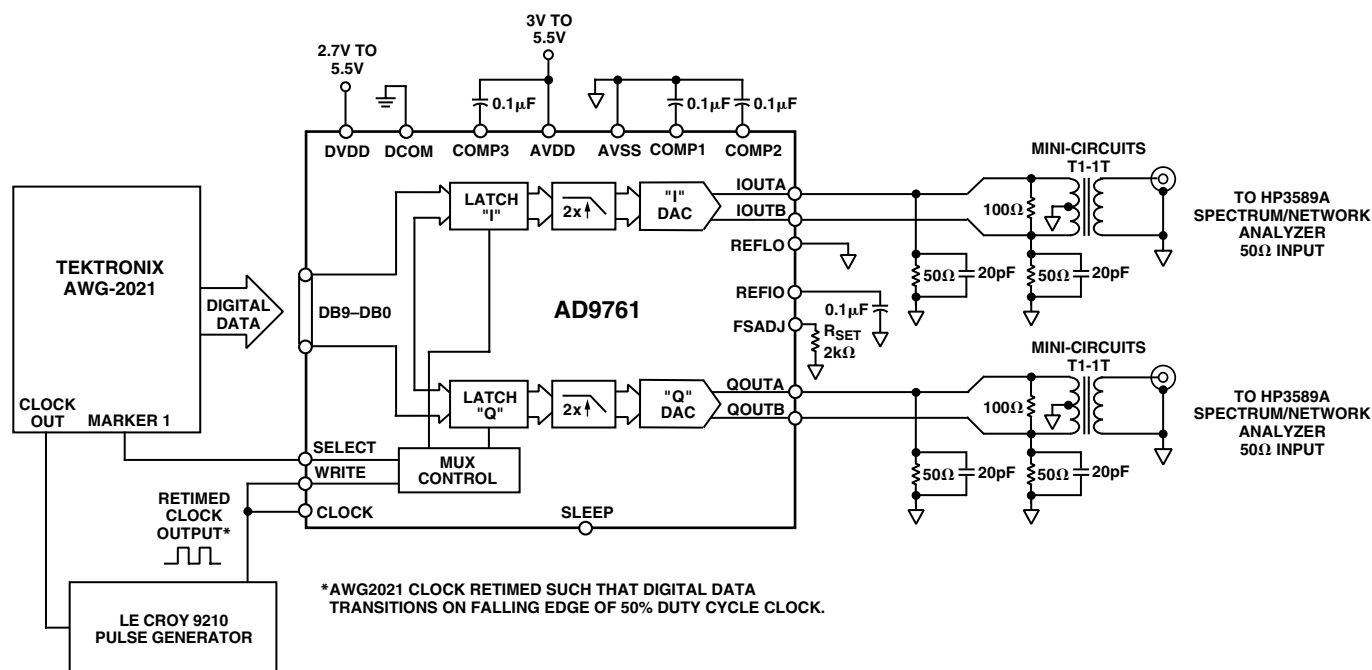 3V TO
5.5V
2.7V TO
5.5V
0.1µF
0.1µF
0.1µF
DVDD
DCOM
COMP3
AVDD
AVSS
COMP1
COMP2
MINI-CIRCUITS
T1-1T
TEKTRONIX
AWG-2021
DIGITAL
DATA
DB9–DB0
LATCH
"I"
2x
"I"
DAC
IOUTA
IOUTB
REFLO
100Ω
50Ω
20pF
50Ω
20pF
TO HP3589A
SPECTRUM/NETWORK
ANALYZER
50Ω INPUT
AD9761
REFIO
0.1µF
FSADJ
RSET
2kΩ
MINI-CIRCUITS
T1-1T
CLOCK
OUT
MARKER 1
LATCH
"Q"
2x
"Q"
DAC
QOUTA
QOUTB
100Ω
50Ω
20pF
50Ω
20pF
TO HP3589A
SPECTRUM/NETWORK
ANALYZER
50Ω INPUT
SELECT
WRITE
MUX
CONTROL
CLOCK
SLEEP
RETIMED
CLOCK
OUTPUT*
LE CROY 9210
PULSE GENERATOR
*AWG2021 CLOCK RETIMED SUCH THAT DIGITAL DATA
TRANSITIONS ON FALLING EDGE OF 50% DUTY CYCLE CLOCK.